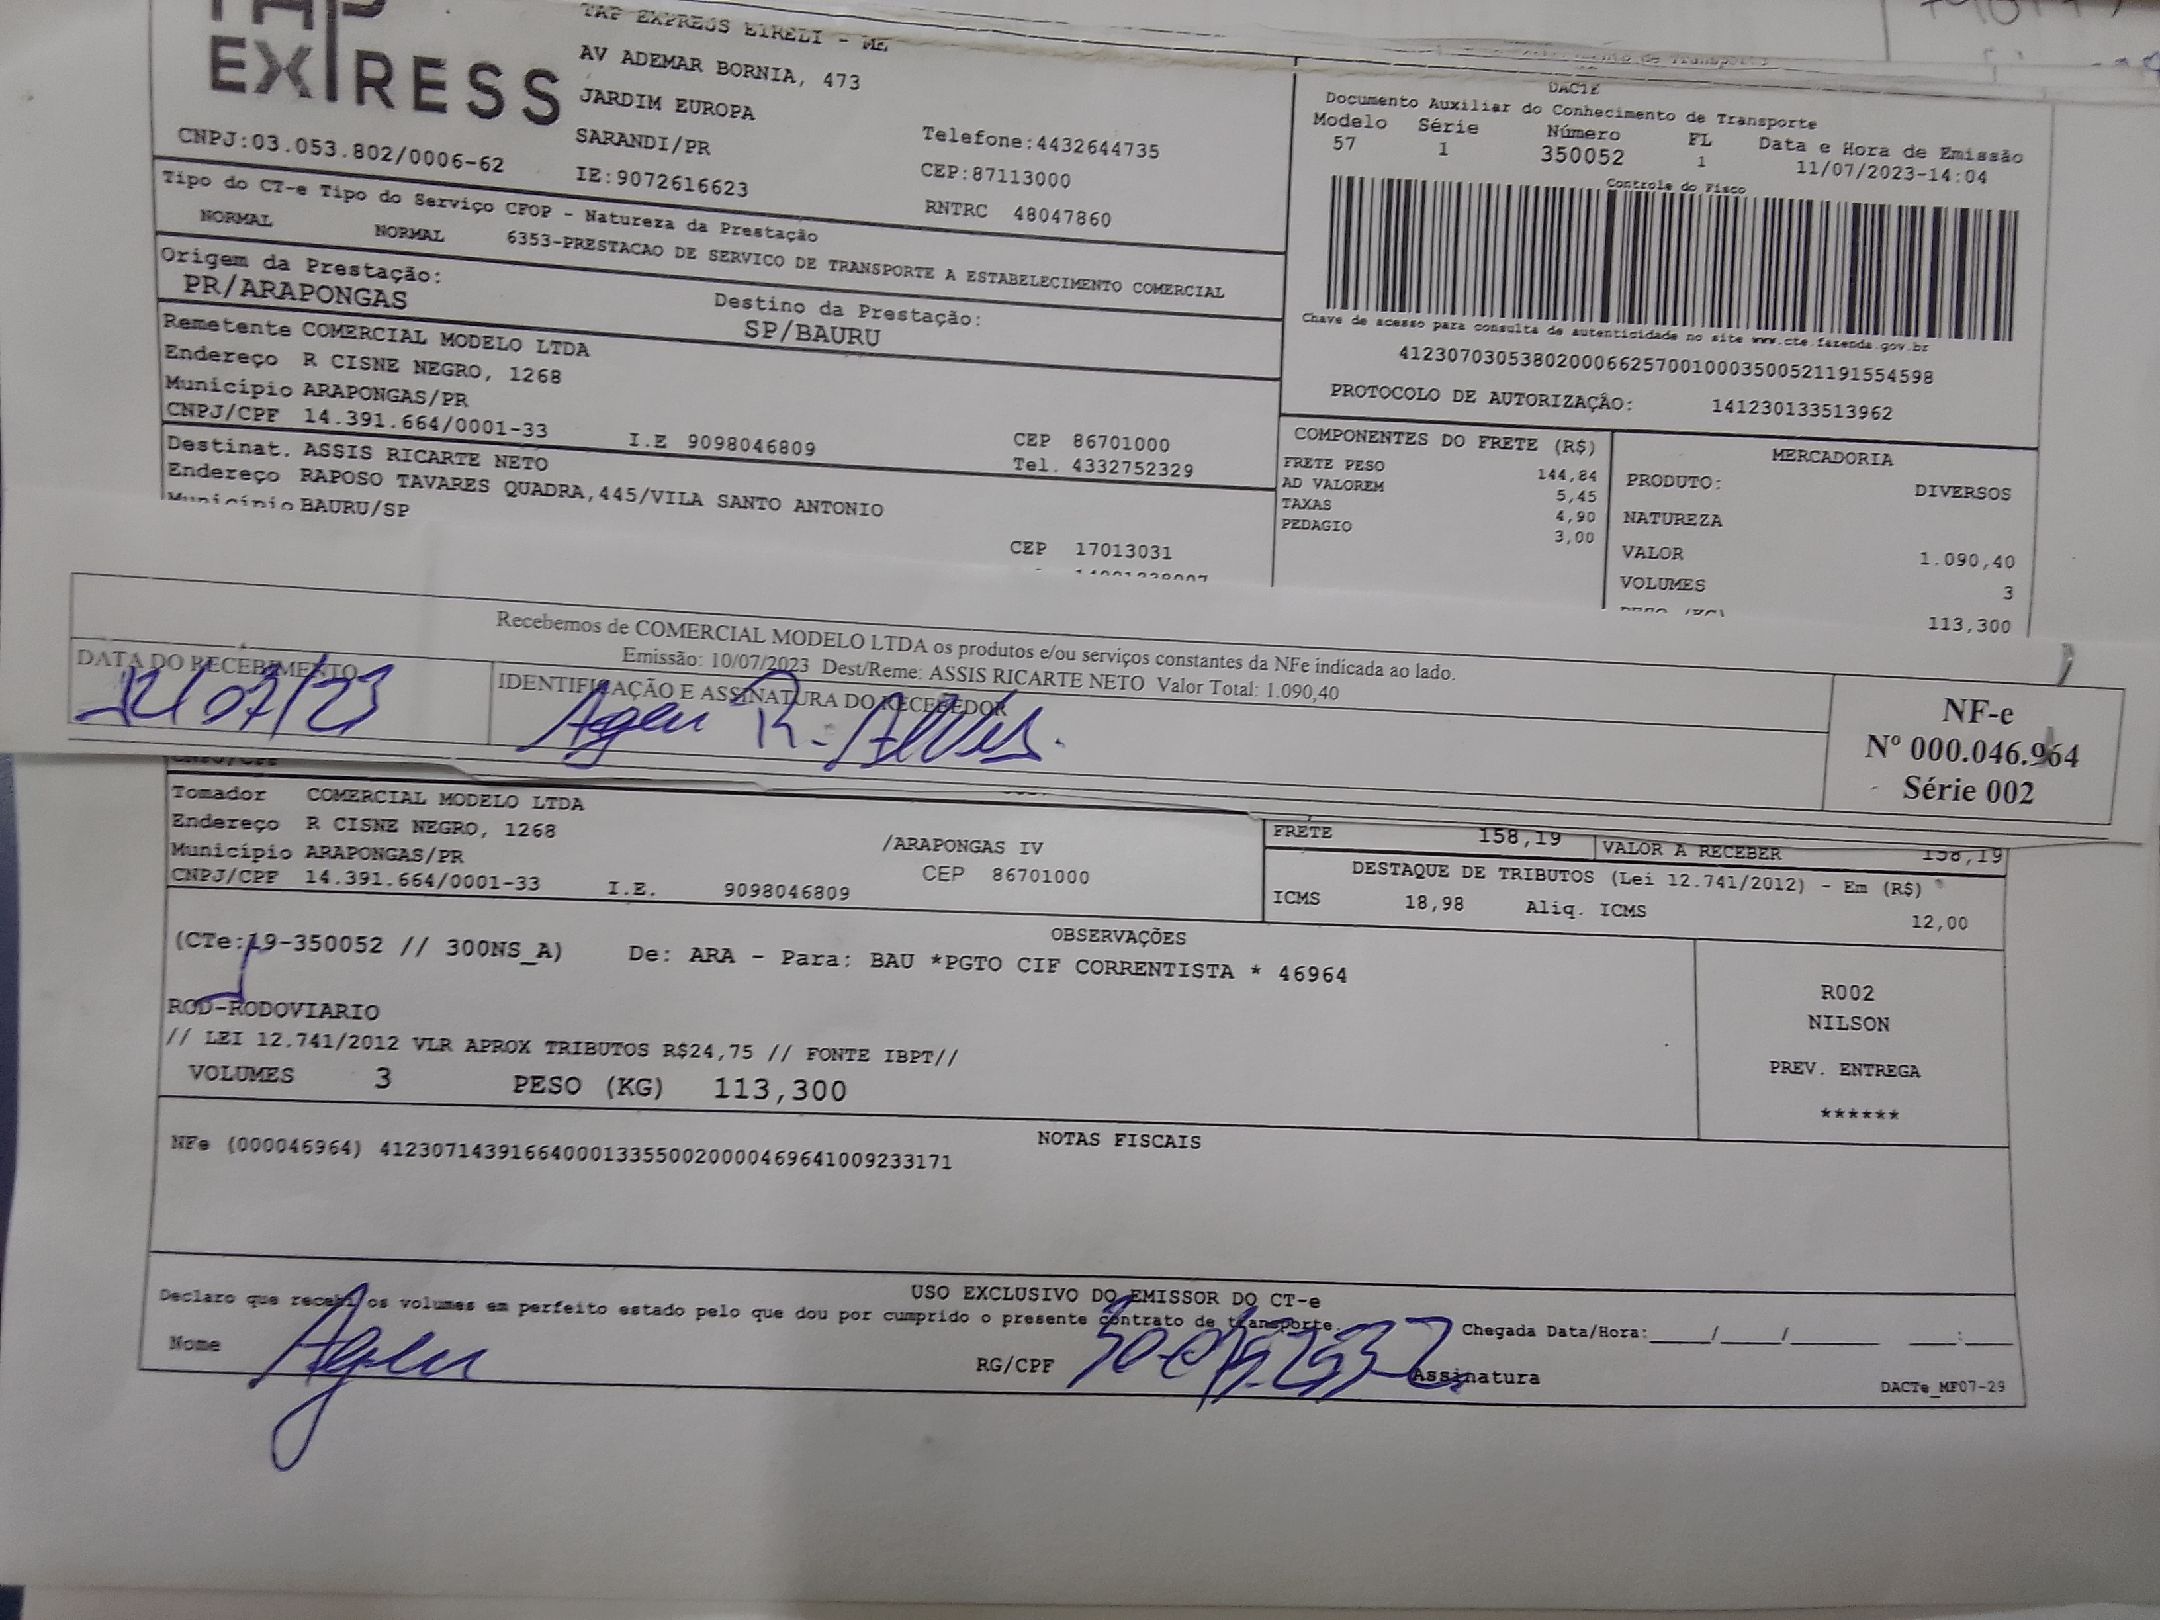 EXPRESS
CNPJ:03.053.802/0006-62
TAP EXPRESS EIRELI - ME
AV ADEMAR BORNIA, 473
JARDIM EUROPA
SARANDI/PR
IE:9072616623
Telefone:4432644735
CEP:87113000
RNTRC 48047860
DACTE
Documento Auxiliar do Conhecimento de Transporte
Modelo Série Número FL Data e Hora de Emissão
57 1 350052 1 11/07/2023-14:04
Controle do Fisco
Chave de acesso para consulta de autenticidade no site www.cte.fazenda.gov.br
41230703053802000662570010003500521191554598
PROTOCOLO DE AUTORIZAÇÃO: 141230133513962
Tipo do CT-e Tipo do Serviço CFOP - Natureza da Prestação
NORMAL NORMAL 6353-PRESTACAO DE SERVICO DE TRANSPORTE A ESTABELECIMENTO COMERCIAL
Origem da Prestação: Destino da Prestação:
PR/ARAPONGAS SP/BAURU
Remetente COMERCIAL MODELO LTDA
Endereço R CISNE NEGRO, 1268
Município ARAPONGAS/PR
CNPJ/CPF 14.391.664/0001-33 I.E 9098046809
CEP 86701000
Tel. 4332752329
Destinat. ASSIS RICARTE NETO
Endereço RAPOSO TAVARES QUADRA,445/VILA SANTO ANTONIO
Município BAURU/SP
CEP 17013031
COMPONENTES DO FRETE (R$)
FRETE PESO 144,84
AD VALOREM 5,45
TAXAS 4,90
PEDAGIO 3,00
MERCADORIA
PRODUTO: DIVERSOS
NATUREZA
VALOR 1.090,40
VOLUMES 3
PESO (KG) 113,300
Recebemos de COMERCIAL MODELO LTDA os produtos e/ou serviços constantes da NFe indicada ao lado.
Emissão: 10/07/2023 Dest/Reme: ASSIS RICARTE NETO Valor Total: 1.090,40
DATA DO RECEBIMENTO
12/07/23
IDENTIFICAÇÃO E ASSINATURA DO RECEBEDOR
NF-e
Nº 000.046.964
Série 002
CNPJ/CPF
Tomador COMERCIAL MODELO LTDA
Endereço R CISNE NEGRO, 1268 /ARAPONGAS IV
Município ARAPONGAS/PR CEP 86701000
CNPJ/CPF 14.391.664/0001-33 I.E. 9098046809
FRETE 158,19 VALOR A RECEBER 158,19
DESTAQUE DE TRIBUTOS (Lei 12.741/2012) - Em (R$)
ICMS 18,98 Aliq. ICMS 12,00
OBSERVAÇÕES
(CTe:19-350052 // 300NS_A) De: ARA - Para: BAU *PGTO CIF CORRENTISTA * 46964
ROD-RODOVIARIO
// LEI 12.741/2012 VLR APROX TRIBUTOS R$24,75 // FONTE IBPT//
VOLUMES 3 PESO (KG) 113,300
R002
NILSON
PREV. ENTREGA
******
NOTAS FISCAIS
NFe (000046964) 41230714391664000133550020000469641009233171
USO EXCLUSIVO DO EMISSOR DO CT-e
Declaro que recebi os volumes em perfeito estado pelo que dou por cumprido o presente contrato de transporte.
Chegada Data/Hora:_____/_____/______ ___:___
Nome RG/CPF Assinatura
DACTe_MF07-29